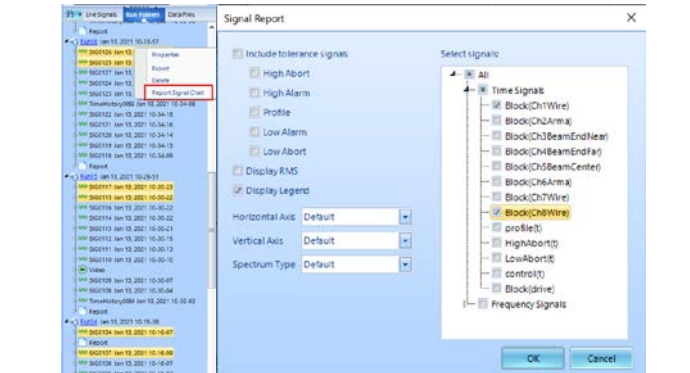 Live Signals Run Folders Data Files
Report
Run18 Jan 13, 2021 10-33-57
SIG0126 Jan 13,
SIG0125 Jan 13,
SIG0127 Jan 13,
SIG0124 Jan 13,
SIG0123 Jan 13,
Properties
Export
Delete
Report Signal Chart
SIG0122 Jan 13, 2021 10-34-18
SIG0121 Jan 13, 2021 10-34-16
SIG0120 Jan 13, 2021 10-34-14
SIG0119 Jan 13, 2021 10-34-13
SIG0118 Jan 13, 2021 10-34-09
Report
Jan 13, 2021 10-29-51
SIG0117 Jan 13, 2021 10-30-23
SIG0115 Jan 13, 2021 10-30-22
SIG0116 Jan 13, 2021 10-30-22
SIG0114 Jan 13, 2021 10-30-22
SIG0113 Jan 13, 2021 10-30-21
SIG0112 Jan 13, 2021 10-30-19
SIG0111 Jan 13, 2021 10-30-13
SIG0110 Jan 13, 2021 10-30-10
Video
SIG0109 Jan 13, 2021 10-30-07
SIG0108 Jan 13, 2021 10-30-04
Report
Jan 13, 2021 10-15-38
SIG0104 Jan 13, 2021 10-16-07
Report
SIG0107 Jan 13, 2021 10-16-09
SIG0106 Jan 13, 2021 10-16-07
Signal Report
Include tolerance signals
High Abort
High Alarm
Profile
Low Alarm
Low Abort
Display RMS
Display Legend
Horizontal Axis Default
Vertical Axis Default
Spectrum Type Default
Select signals:
All
Time Signals
Block(Ch1Wire)
Block(Ch2Arma)
Block(Ch3BeamEndNear)
Block(Ch4BeamEndFar)
Block(Ch5BeamCenter)
Block(Ch6Arma)
Block(Ch7Wire)
Block(Ch8Wire)
profile(t)
HighAbort(t)
LowAbort(t)
control(t)
Block(drive)
Frequency Signals
OK Cancel